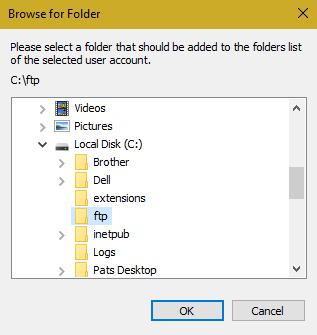 Browse for Folder
Please select a folder that should be added to the folders list
of the selected user account.
C:\ftp
Videos
Pictures
Local Disk (C:)
Brother
Dell
extensions
ftp
inetpub
Logs
Pats Desktop
OK
Cancel